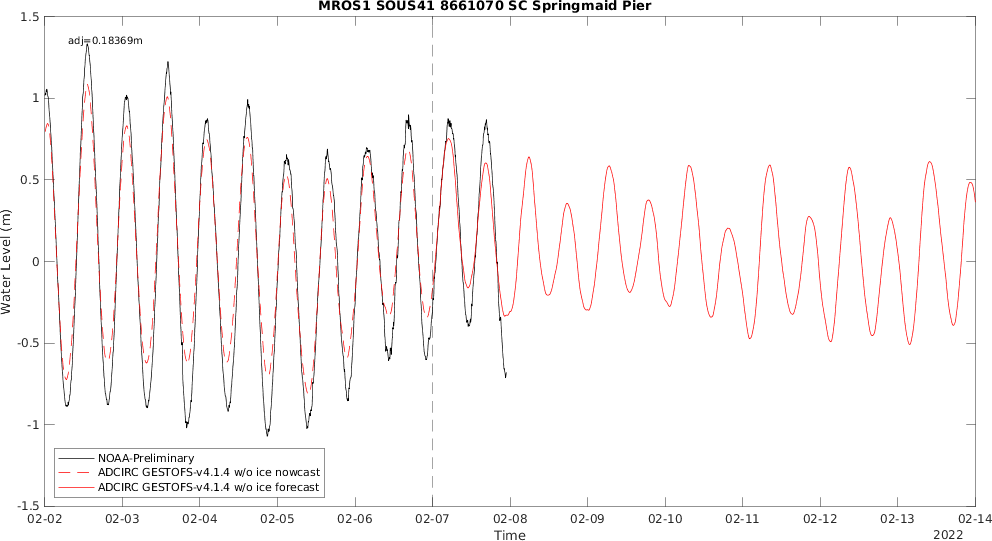 MROS1 SOUS41 8661070 SC Springmaid Pier
adj=0.18369m
1.5
1
0.5
0
-0.5
-1
-1.5
Water Level (m)
NOAA-Preliminary
ADCIRC GESTOFS-v4.1.4 w/o ice nowcast
ADCIRC GESTOFS-v4.1.4 w/o ice forecast
02-02 02-03 02-04 02-05 02-06 02-07 02-08 02-09 02-10 02-11 02-12 02-13 02-14
Time
2022